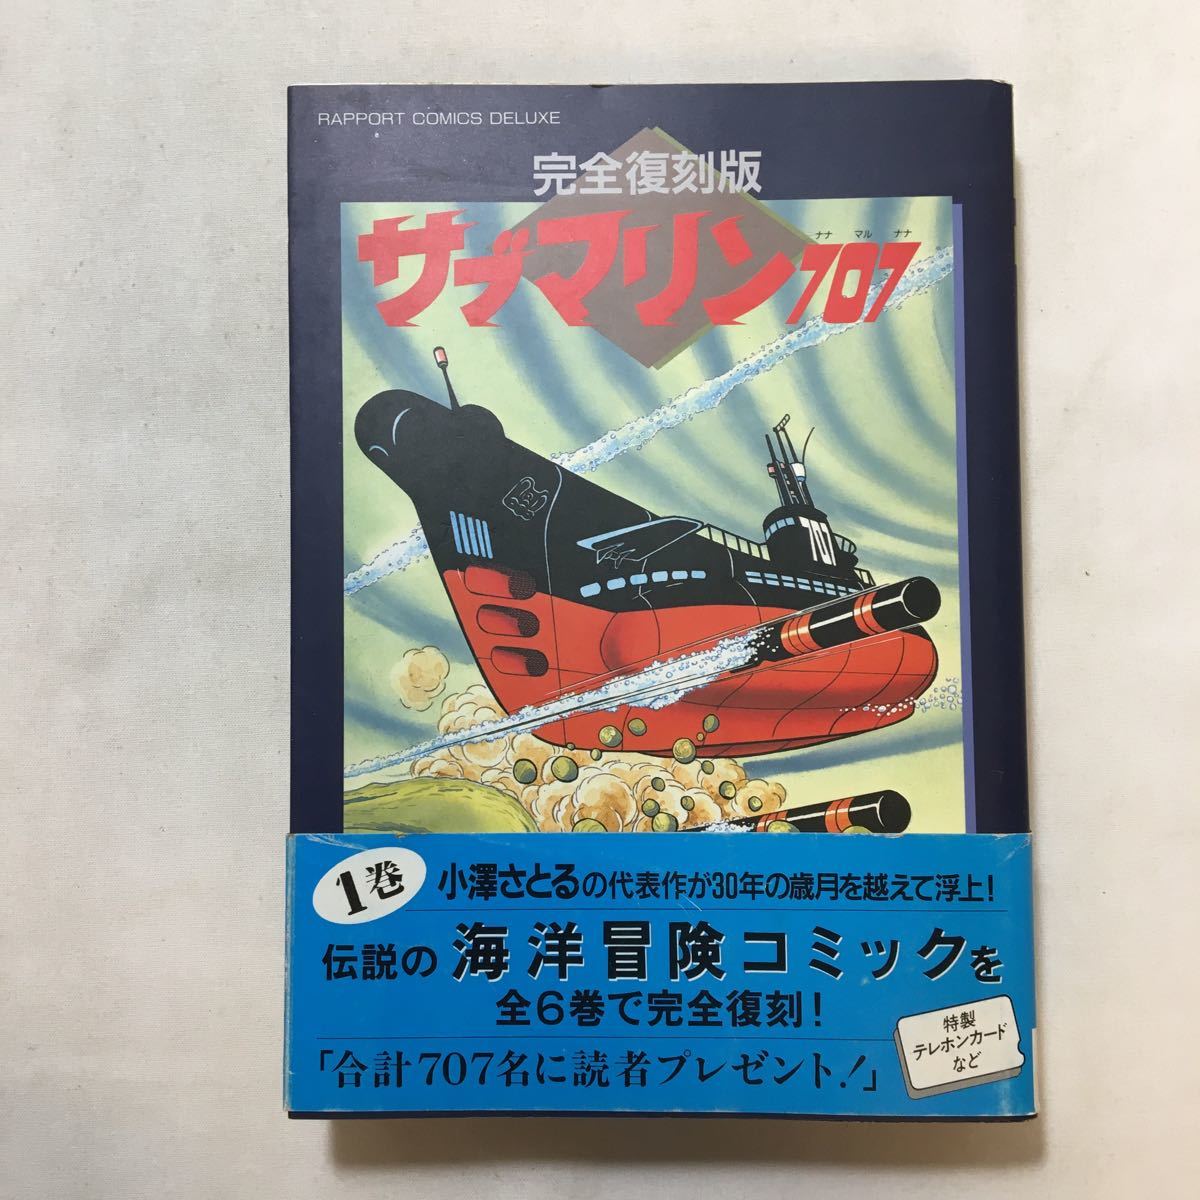 RAPPORT COMICS DELUXE
完全復刻版
ナナ マル ナナ
サブマリン707
707
1巻
小澤さとるの代表作が30年の歳月を越えて浮上!
伝説の海洋冒険コミックを
全6巻で完全復刻!
「合計707名に読者プレゼント!」
特製
テレホンカード
など